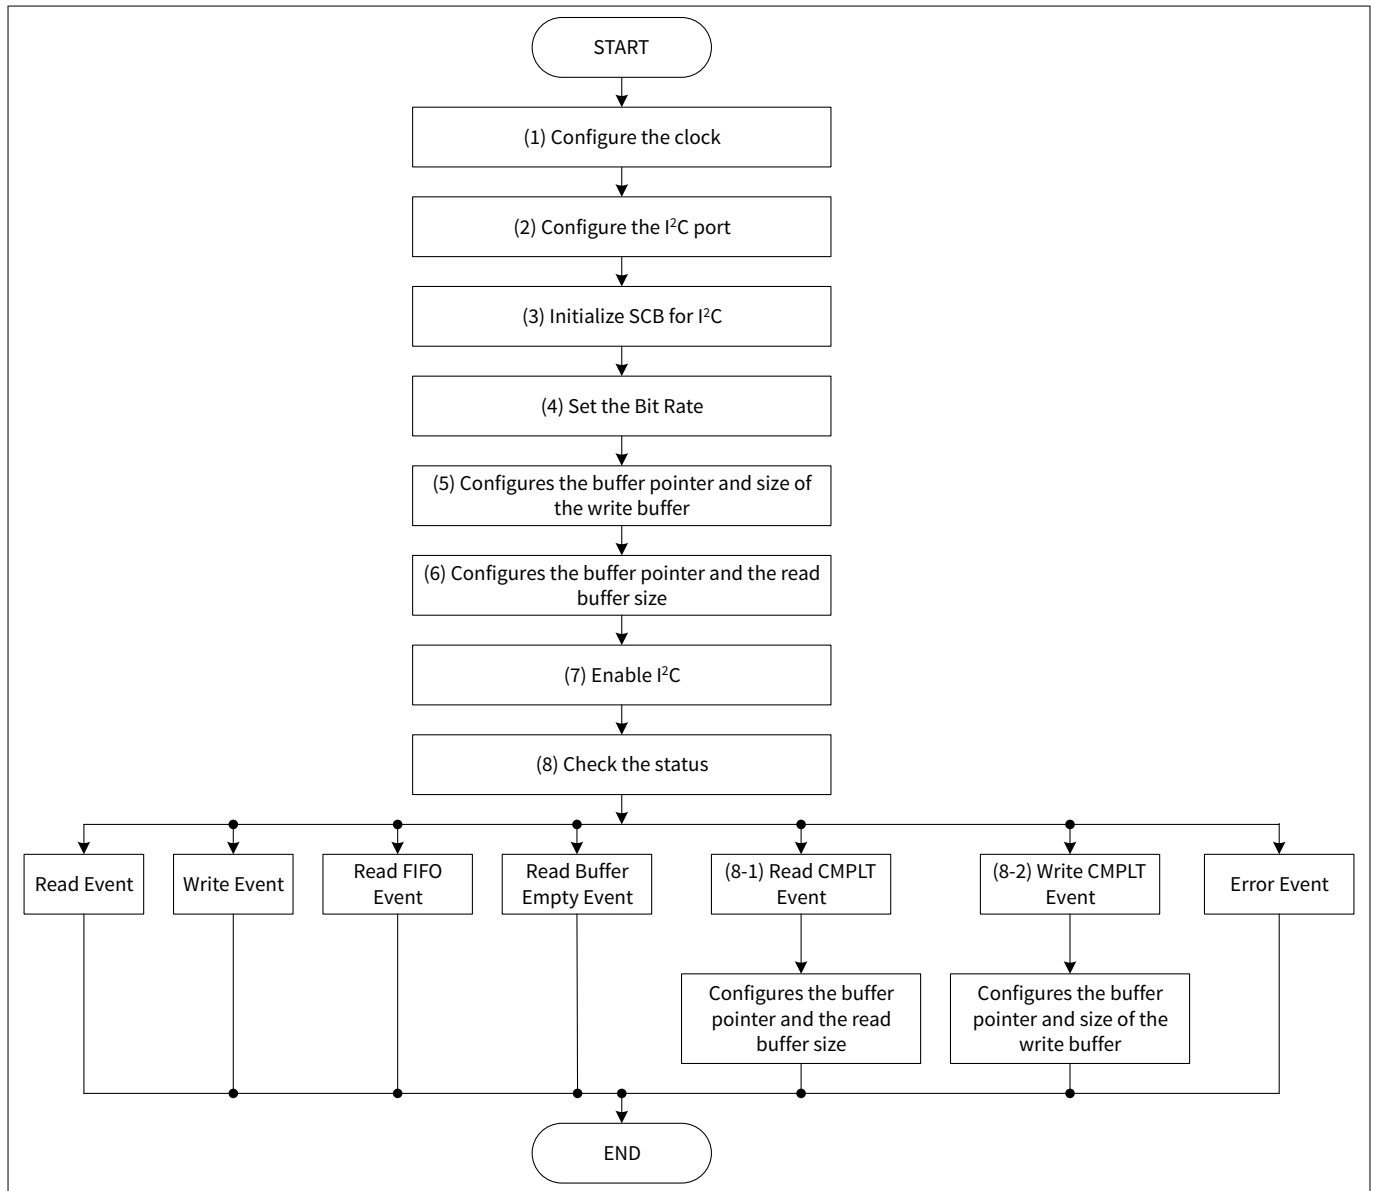 START
(1) Configure the clock
(2) Configure the I²C port
(3) Initialize SCB for I²C
(4) Set the Bit Rate
(5) Configures the buffer pointer and size of
the write buffer
(6) Configures the buffer pointer and the read
buffer size
(7) Enable I²C
(8) Check the status
Read Event
Write Event
Read FIFO
Event
Read Buffer
Empty Event
(8-1) Read CMPLT
Event
(8-2) Write CMPLT
Event
Error Event
Configures the buffer
pointer and the read
buffer size
Configures the buffer
pointer and size of the
write buffer
END